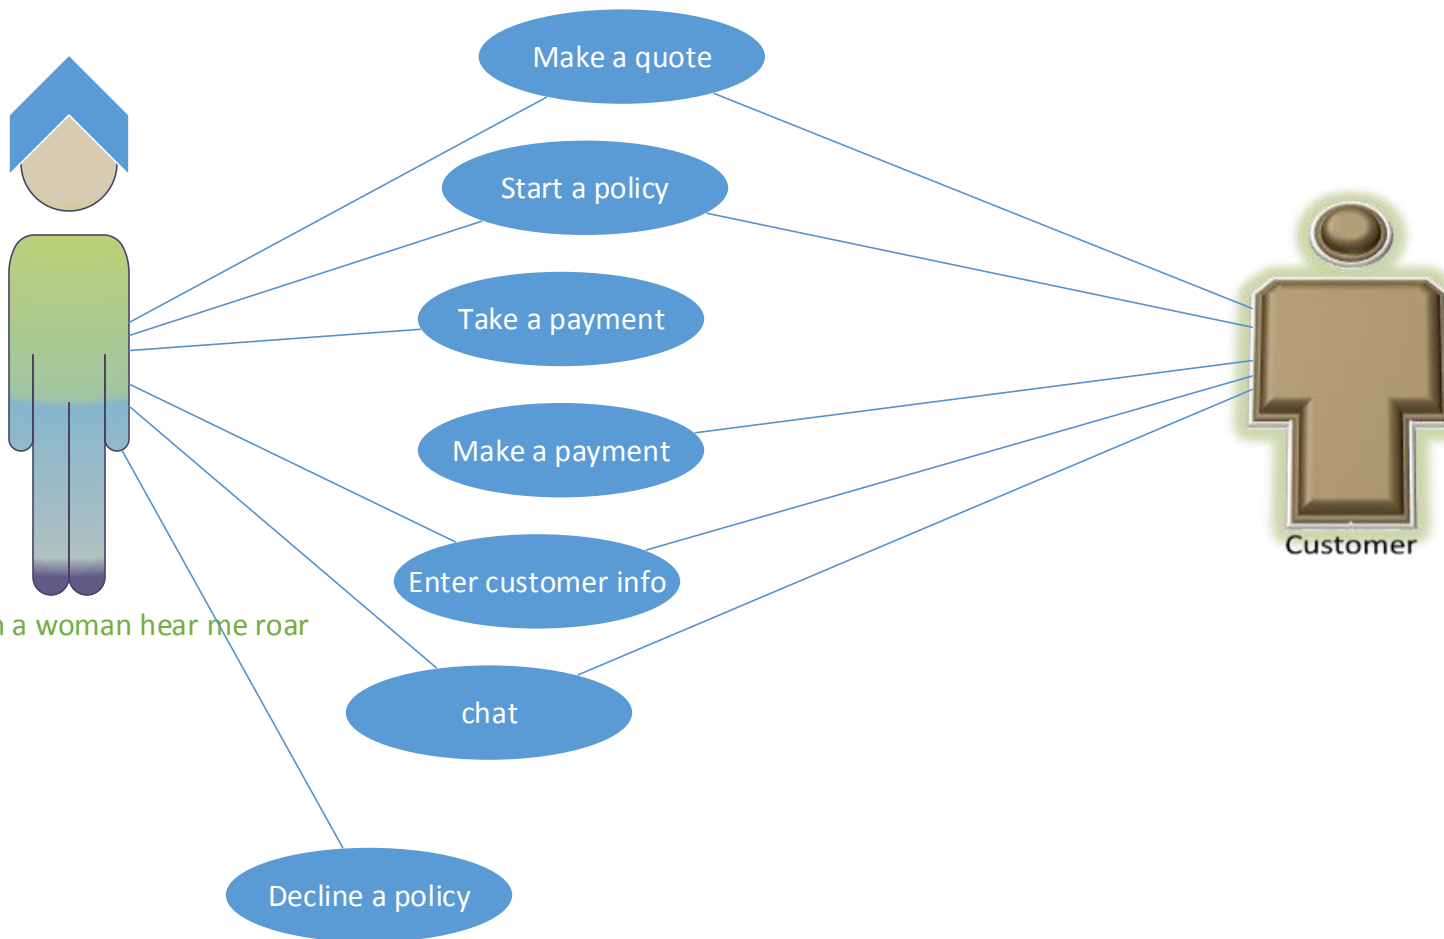 Make a quote
Start a policy
Take a payment
Make a payment
Customer
Enter customer info
a woman hear me roar
chat
Decline a policy